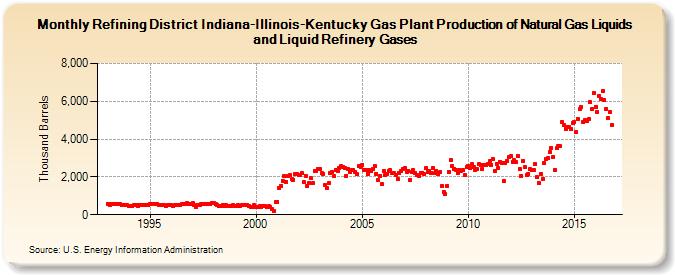 Monthly Refining District Indiana-Illinois-Kentucky Gas Plant Production of Natural Gas Liquids
and Liquid Refinery Gases
Thousand Barrels
8,000
6,000
4,000
2,000
0
1995
2000
2005
2010
2015
Source: U.S. Energy Information Administration